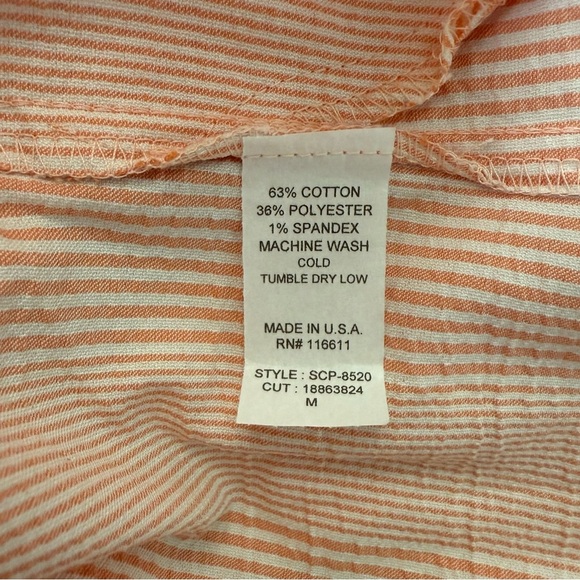 63% COTTON
36% POLYESTER
1% SPANDEX
MACHINE WASH
COLD
TUMBLE DRY LOW
MADE IN U.S.A.
RN# 116611
STYLE : SCP-8520
CUT : 18863824
M